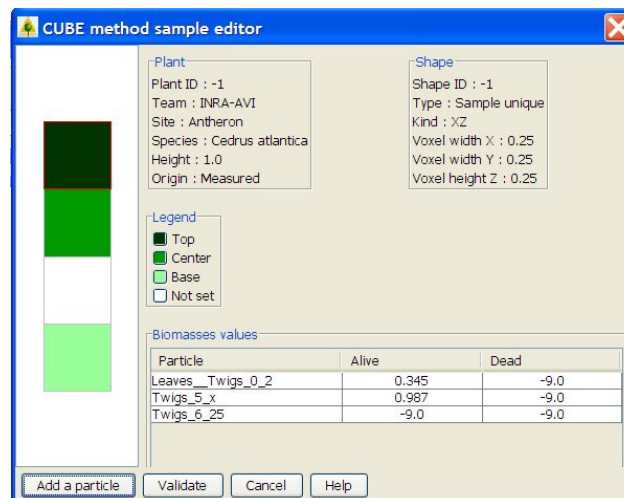 CUBE method sample editor
Plant
Plant ID : -1
Team : INRA-AVI
Site : Antheron
Species : Cedrus atlantica
Height : 1.0
Origin : Measured
Shape
Shape ID : -1
Type : Sample unique
Kind : XZ
Voxel width X : 0.25
Voxel width Y : 0.25
Voxel height Z : 0.25
Legend
Top
Center
Base
Not set
Biomasses values
Particle Alive Dead
Leaves__Twigs_0_2 0.345 -9.0
Twigs_5_x 0.987 -9.0
Twigs_6_25 -9.0 -9.0
Add a particle Validate Cancel Help